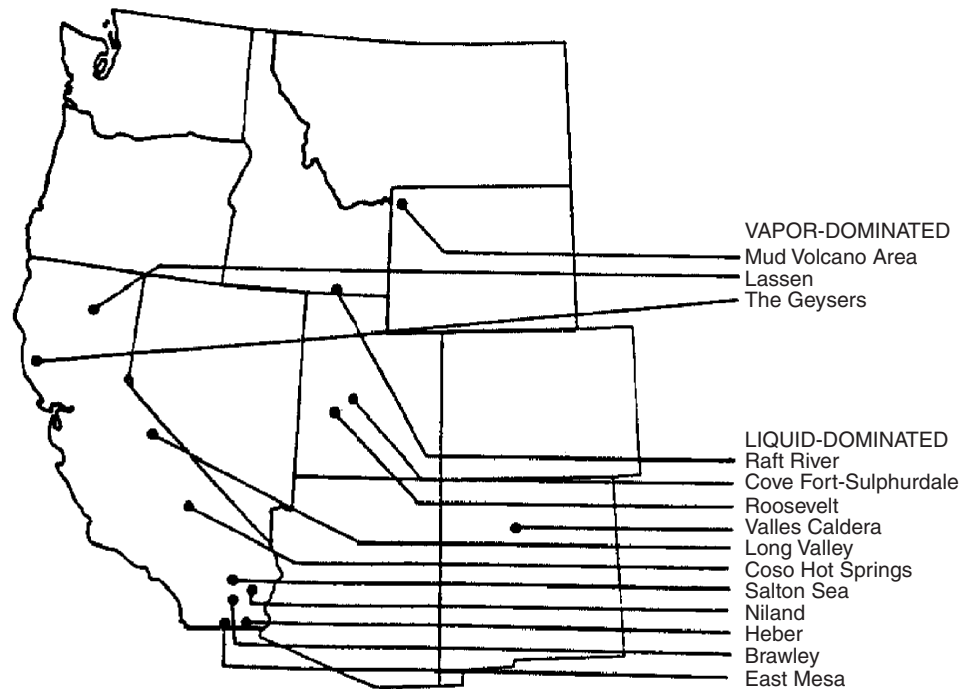 VAPOR-DOMINATED
Mud Volcano Area
Lassen
The Geysers
LIQUID-DOMINATED
Raft River
Cove Fort-Sulphurdale
Roosevelt
Valles Caldera
Long Valley
Coso Hot Springs
Salton Sea
Niland
Heber
Brawley
East Mesa